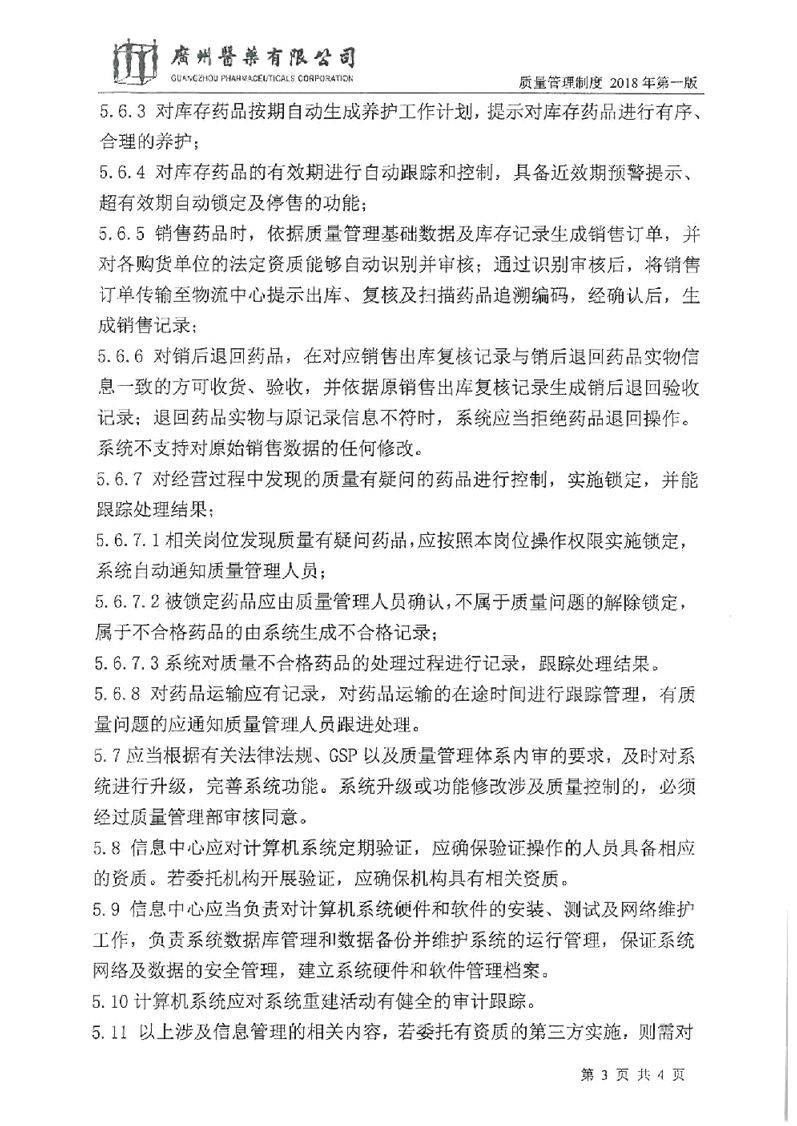 廣州醫藥有限公司
GUANGZHOU PHARMACEUTICALS CORPORATION
质量管理制度 2018 年第一版
5.6.3 对库存药品按期自动生成养护工作计划，提示对库存药品进行有序、
合理的养护；
5.6.4 对库存药品的有效期进行自动跟踪和控制，具备近效期预警提示、
超有效期自动锁定及停售的功能；
5.6.5 销售药品时，依据质量管理基础数据及库存记录生成销售订单，并
对各购货单位的法定资质能够自动识别并审核；通过识别审核后，将销售
订单传输至物流中心提示出库、复核及扫描药品追溯编码，经确认后，生
成销售记录；
5.6.6 对销后退回药品，在对应销售出库复核记录与销后退回药品实物信
息一致的方可收货、验收，并依据原销售出库复核记录生成销后退回验收
记录；退回药品实物与原记录信息不符时，系统应当拒绝药品退回操作。
系统不支持对原始销售数据的任何修改。
5.6.7 对经营过程中发现的质量有疑问的药品进行控制，实施锁定，并能
跟踪处理结果；
5.6.7.1 相关岗位发现质量有疑问药品，应按照本岗位操作权限实施锁定，
系统自动通知质量管理人员；
5.6.7.2 被锁定药品应由质量管理人员确认，不属于质量问题的解除锁定，
属于不合格药品的由系统生成不合格记录；
5.6.7.3 系统对质量不合格药品的处理过程进行记录，跟踪处理结果。
5.6.8 对药品运输应有记录，对药品运输的在途时间进行跟踪管理，有质
量问题的应通知质量管理人员跟进处理。
5.7 应当根据有关法律法规、GSP 以及质量管理体系内审的要求，及时对系
统进行升级，完善系统功能。系统升级或功能修改涉及质量控制的，必须
经过质量管理部审核同意。
5.8 信息中心应对计算机系统定期验证，应确保验证操作的人员具备相应
的资质。若委托机构开展验证，应确保机构具有相关资质。
5.9 信息中心应当负责对计算机系统硬件和软件的安装、测试及网络维护
工作，负责系统数据库管理和数据备份并维护系统的运行管理，保证系统
网络及数据的安全管理，建立系统硬件和软件管理档案。
5.10 计算机系统应对系统重建活动有健全的审计跟踪。
5.11 以上涉及信息管理的相关内容，若委托有资质的第三方实施，则需对
第 3 页 共 4 页